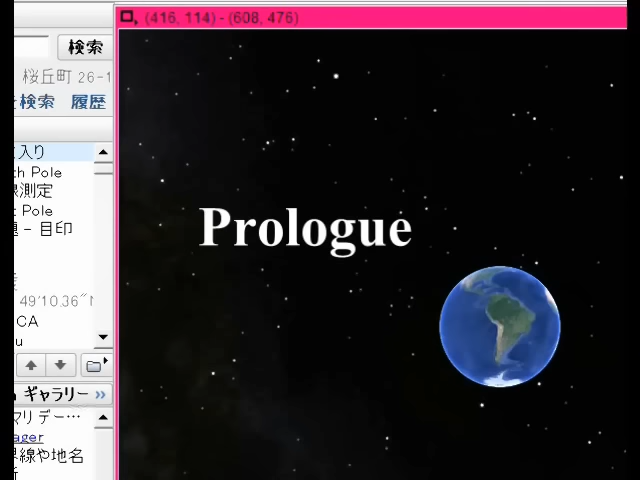 (416, 114) - (608, 476)
検索
桜丘町 26-1
検索 履歴
入り
th Pole
測定
t Pole
- 目印
49'10.36"N
CA
u
ギャラリー »
マリ デー…
ager
界線や地名
Prologue